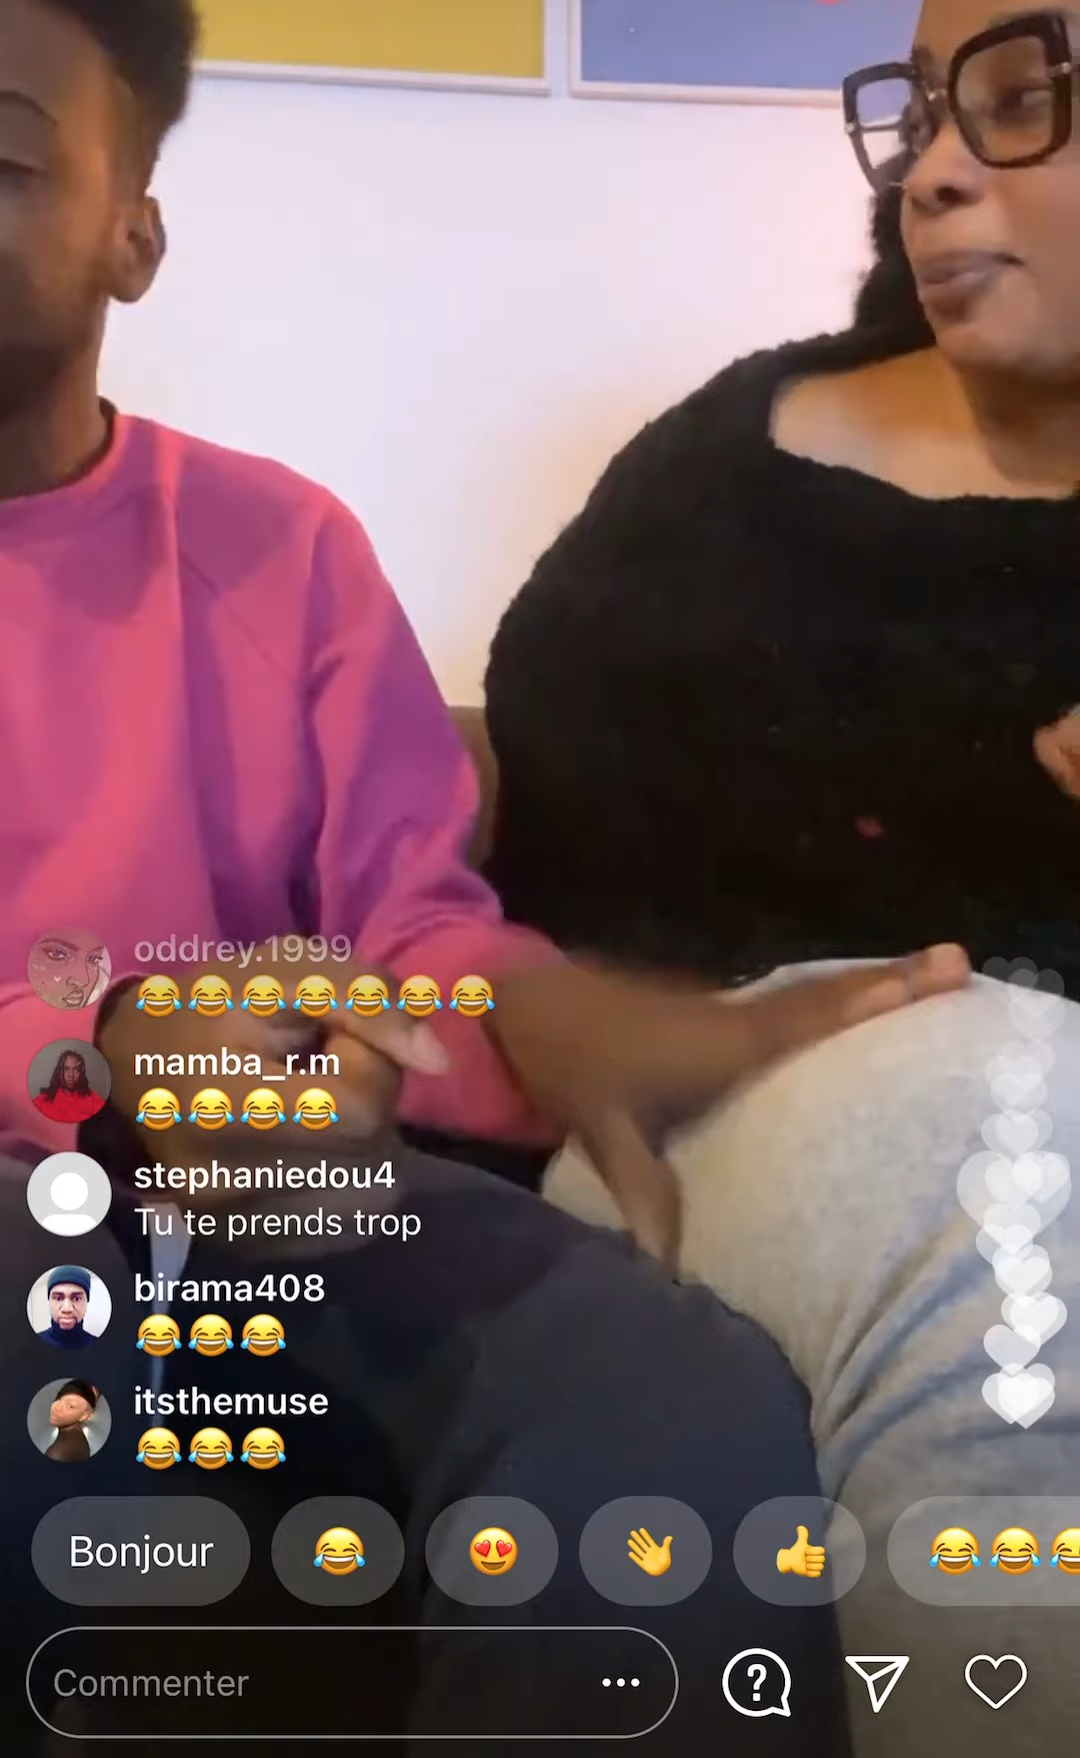 oddrey.1999
😂😂😂😂😂😂😂
mamba_r.m
😂😂😂😂
stephaniedou4
Tu te prends trop
birama408
😂😂😂
itsthemuse
😂😂😂
Bonjour 😂 😍 👋 👍 😂😂😂
Commenter ...